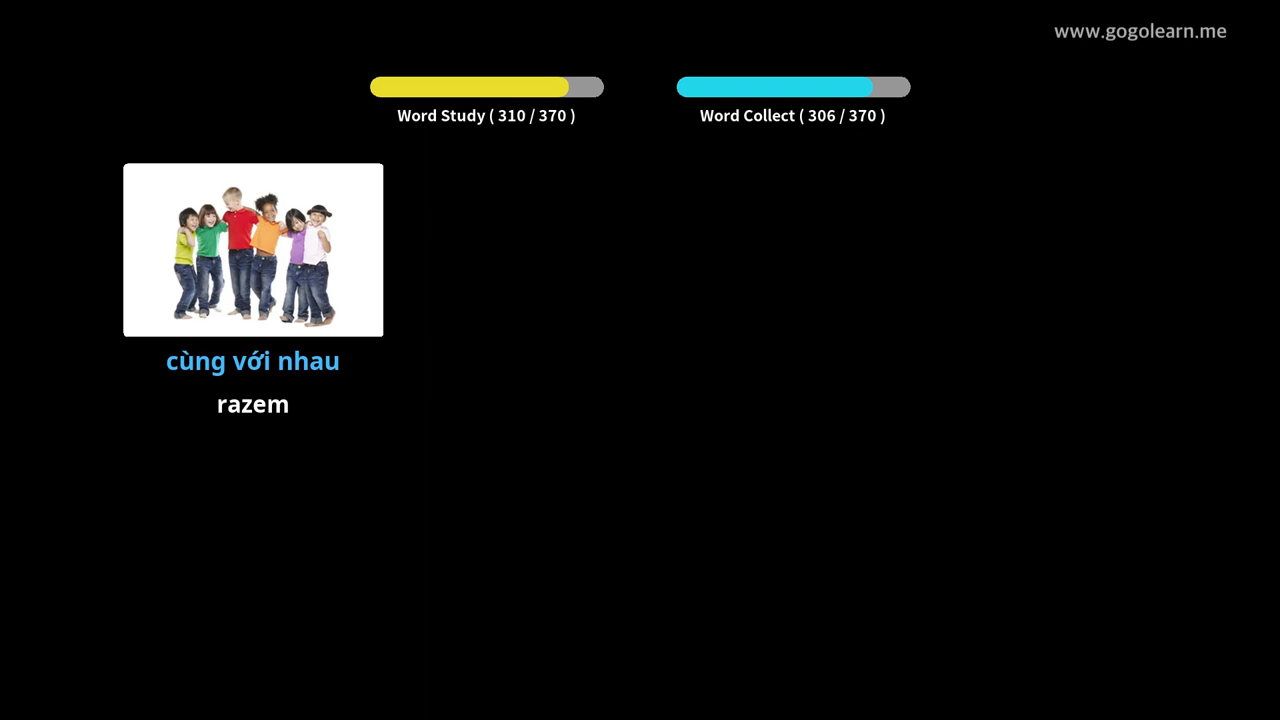 www.gogolearn.me
Word Study ( 310 / 370 )
Word Collect ( 306 / 370 )
cùng với nhau
razem